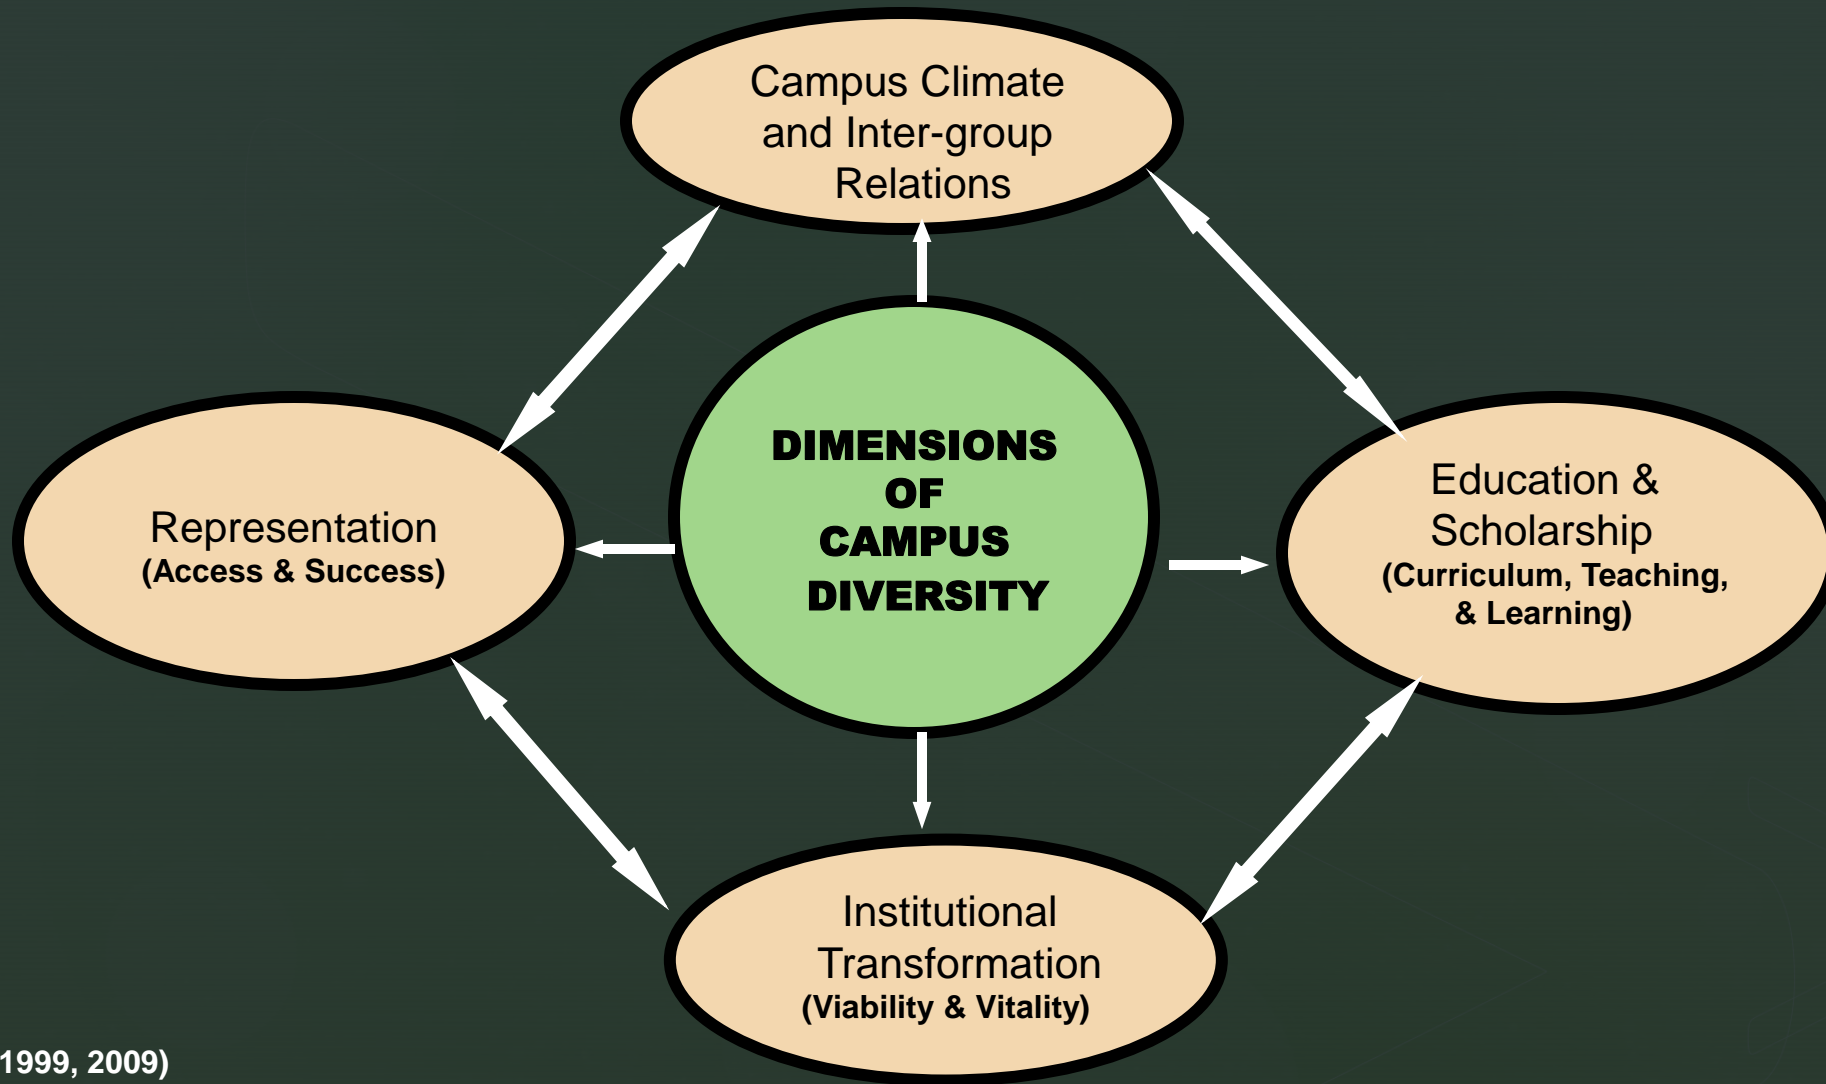 Campus Climate
and Inter-group
Relations
DIMENSIONS
OF
CAMPUS
DIVERSITY
Representation
(Access & Success)
Education &
Scholarship
(Curriculum, Teaching,
& Learning)
Institutional
Transformation
(Viability & Vitality)
1999, 2009)